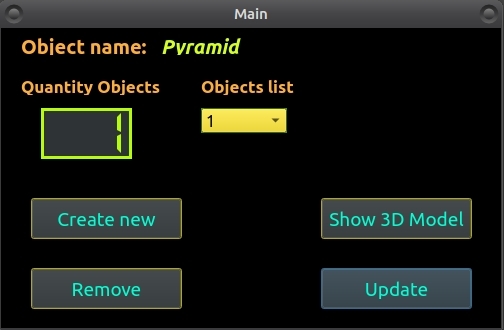 Main
Object name: Pyramid
Quantity Objects Objects list
1 1
Create new Show 3D Model
Remove Update